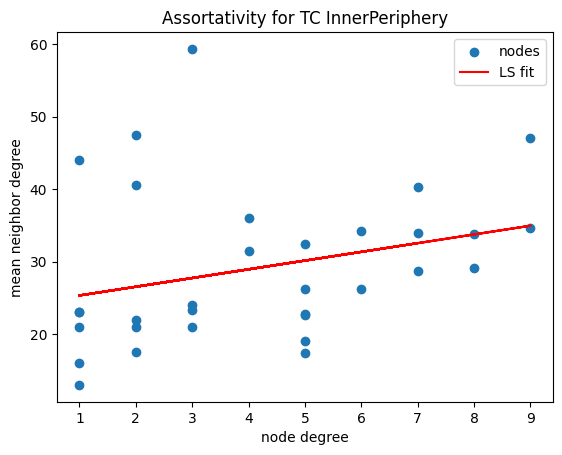 Assortativity for TC InnerPeriphery
nodes
LS fit
mean neighbor degree
60
50
40
30
20
1 2 3 4 5 6 7 8 9
node degree